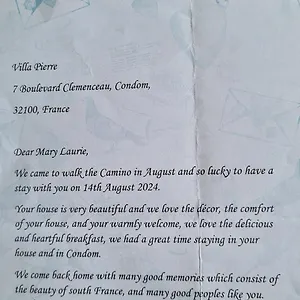 Villa Pierre
7 Boulevard Clemenceau, Condom,
32100, France
Dear Mary Laurie,
We came to walk the Camino in August and so lucky to have a
stay with you on 14th August 2024.
Your house is very beautiful and we love the décor, the comfort
of your house, and your warmly welcome, we love the delicious
and heartful breakfast, we had a great time staying in your
house and in Condom.
We come back home with many good memories which consist of
the beauty of south France, and many good peoples like you.